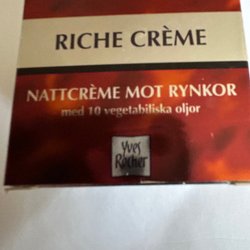 RICHE CRÈME
NATTCRÈME MOT RYNKOR
med 10 vegetabiliska oljor
Yves
Rocher